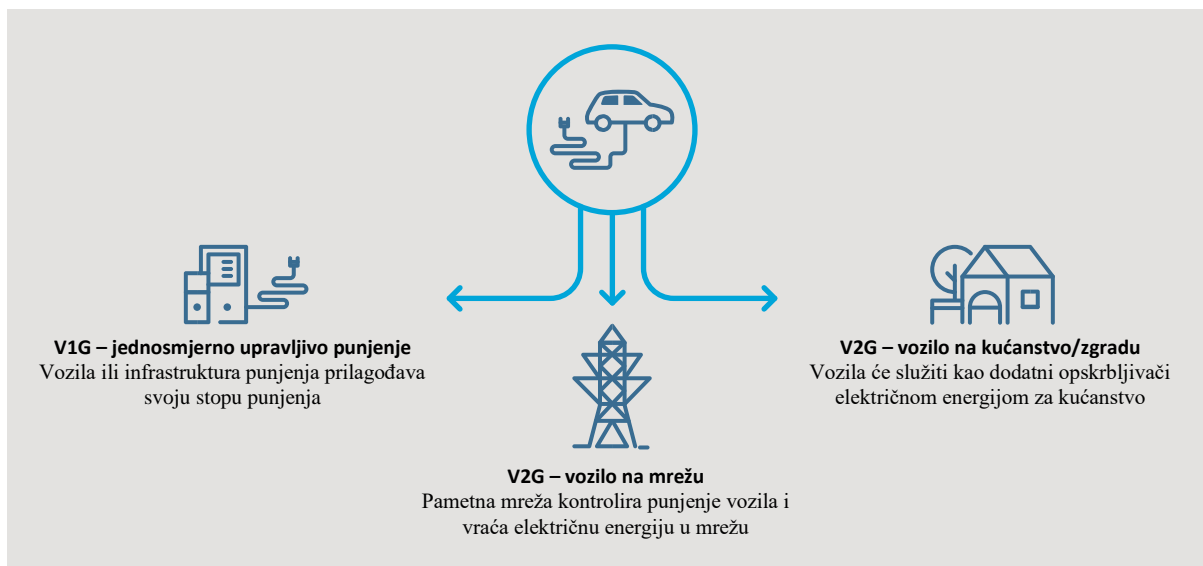 V1G – jednosmjerno upravljivo punjenje
Vozila ili infrastruktura punjenja prilagođava
svoju stopu punjenja
V2G – vozilo na mrežu
Pametna mreža kontrolira punjenje vozila i
vraća električnu energiju u mrežu
V2G – vozilo na kućanstvo/zgradu
Vozila će služiti kao dodatni opskrbljivači
električnom energijom za kućanstvo